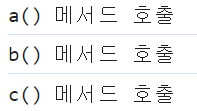 a() 메서드 호출
b() 메서드 호출
c() 메서드 호출